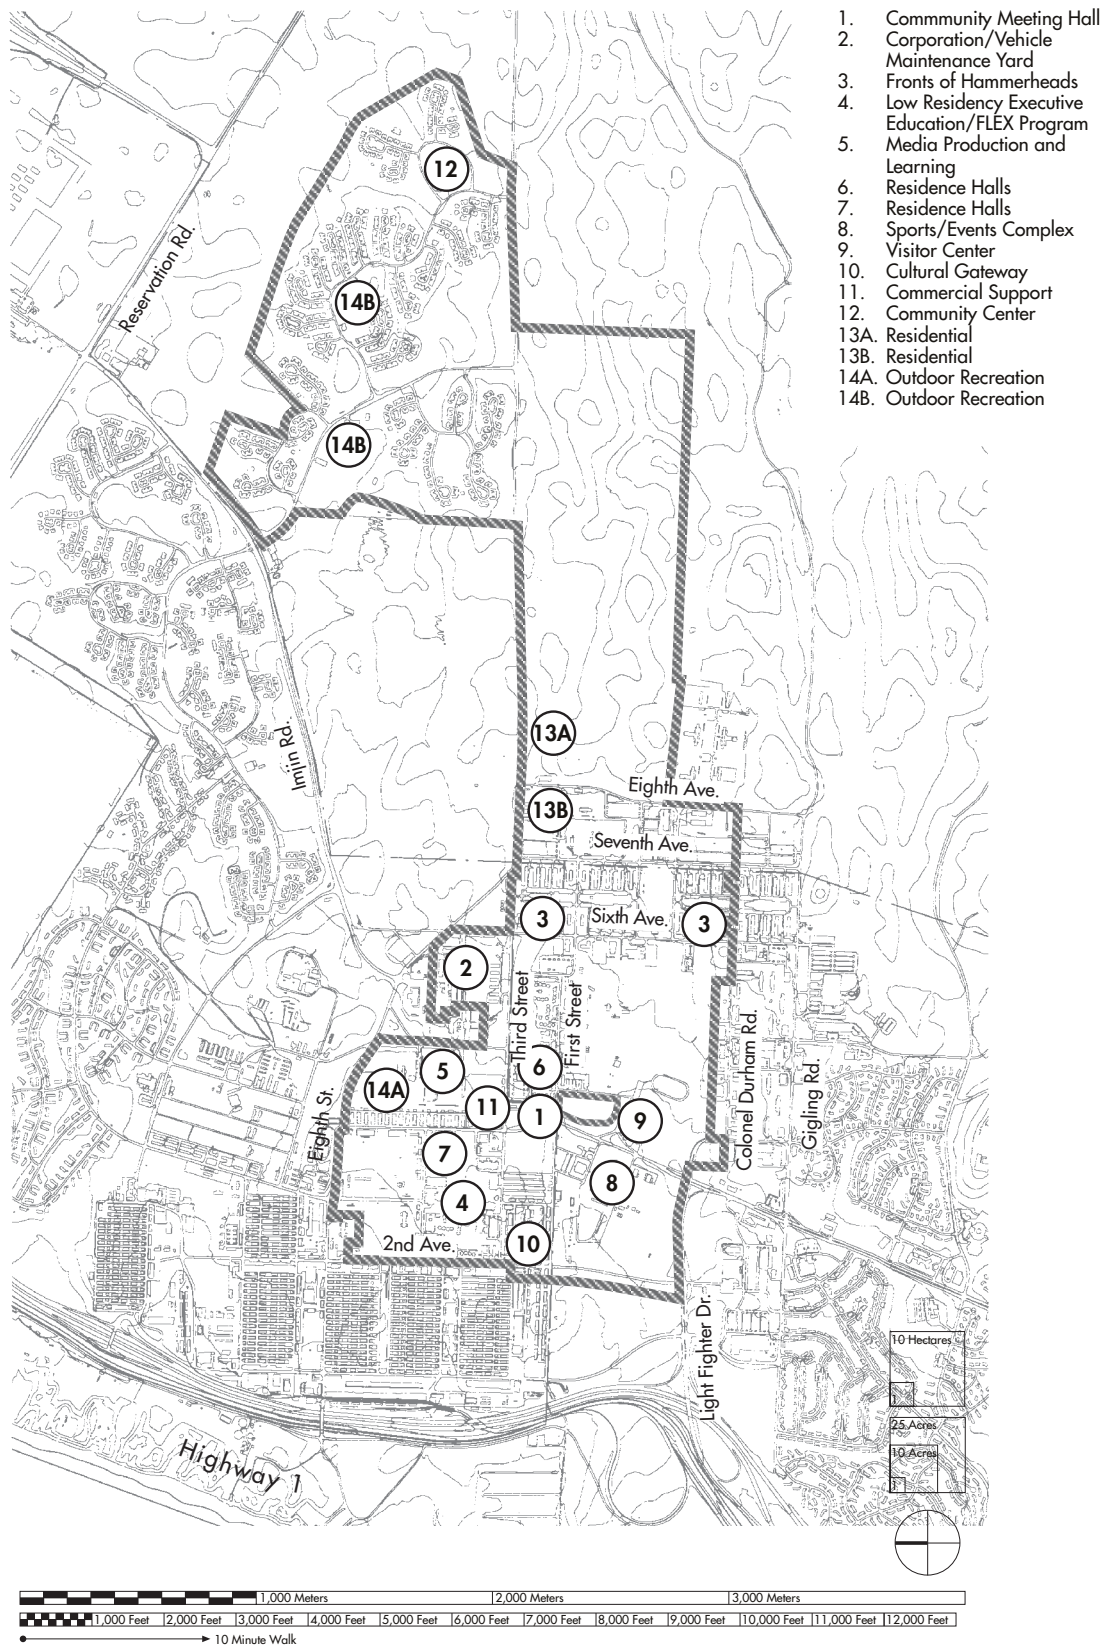 1. Commmunity Meeting Hall
2. Corporation/Vehicle
Maintenance Yard
3. Fronts of Hammerheads
4. Low Residency Executive
Education/FLEX Program
5. Media Production and
Learning
6. Residence Halls
7. Residence Halls
8. Sports/Events Complex
9. Visitor Center
10. Cultural Gateway
11. Commercial Support
12. Community Center
13A. Residential
13B. Residential
14A. Outdoor Recreation
14B. Outdoor Recreation
12
Reservation Rd.
14B
14B
Imjin Rd.
13A
Eighth Ave.
13B
Seventh Ave.
3
Sixth Ave.
3
2
Third Street
First Street
Colonel Durham Rd.
Gigling Rd.
5
6
14A
11
1
9
Eighth St.
7
8
4
2nd Ave.
10
Light Fighter Dr.
10 Hectares
1
25 Acres
10 Acres
1
Highway 1
1,000 Meters
2,000 Meters
3,000 Meters
1,000 Feet
2,000 Feet
3,000 Feet
4,000 Feet
5,000 Feet
6,000 Feet
7,000 Feet
8,000 Feet
9,000 Feet
10,000 Feet
11,000 Feet
12,000 Feet
10 Minute Walk